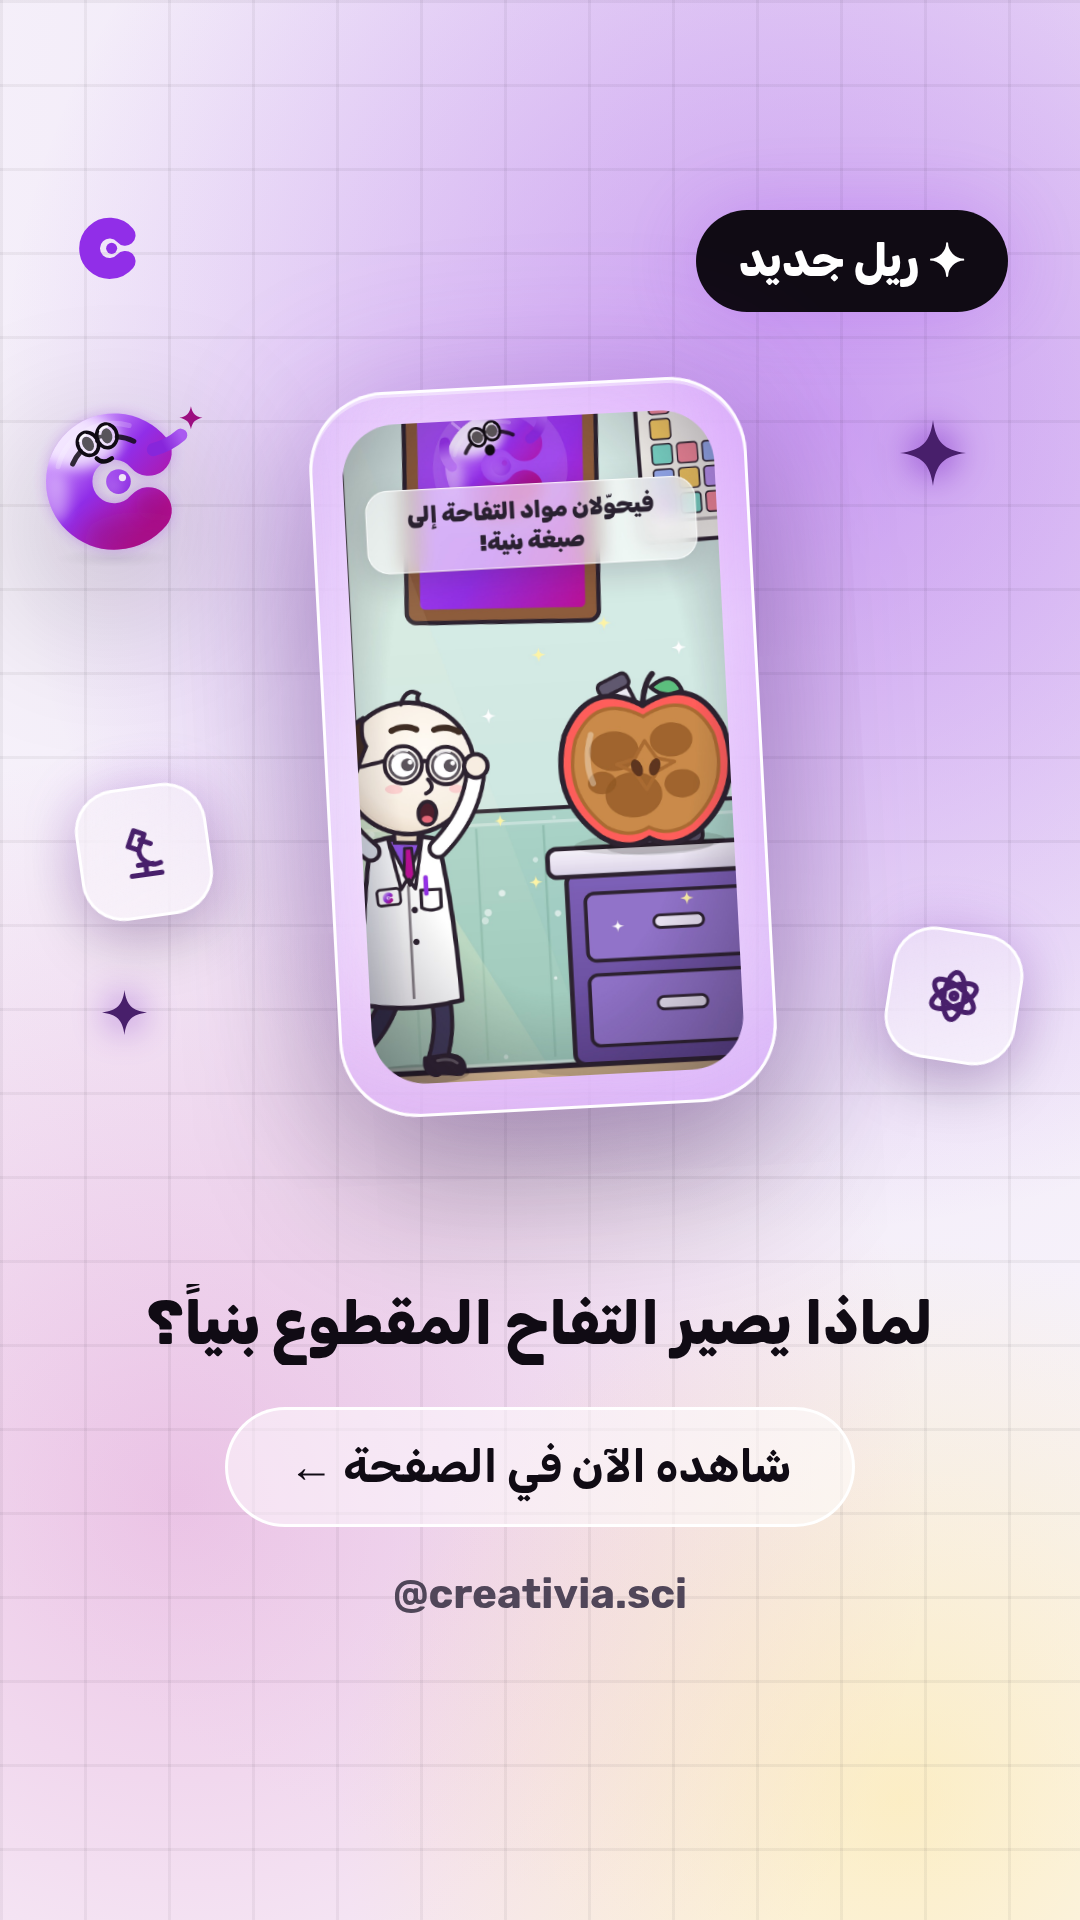 ريل جديد
فيحوّلان مواد التفاحة إلى
صبغة بنية!
لماذا يصير التفاح المقطوع بنياً؟
شاهده الآن في الصفحة ←
@creativia.sci